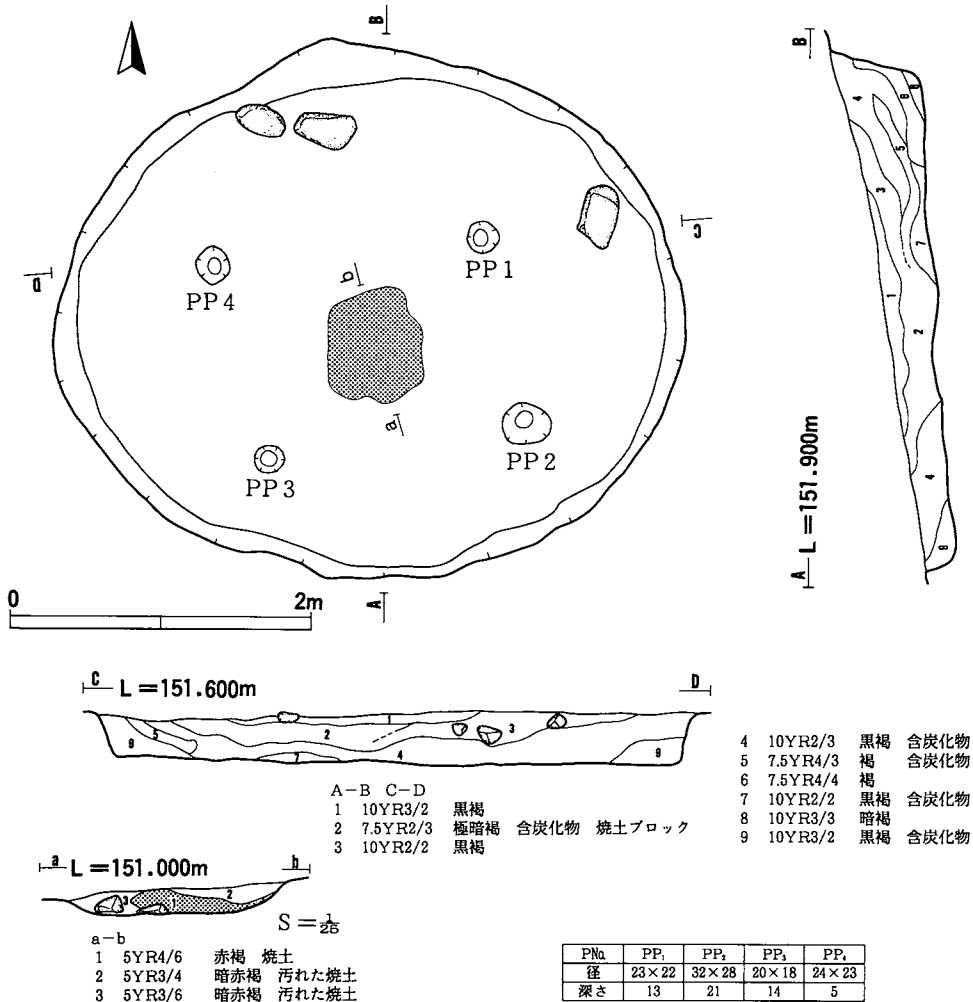 B
C
D
b
PP1
PP4
a
PP2
PP3
A
0 2m
B
8
8
4
5
3
7
1
2
4
8
A L=151.900m
C L=151.600m D
1
2
3
5
9
7
4
9
A-B C-D
1 10YR3/2 黒褐
2 7.5YR2/3 極暗褐 含炭化物 焼土ブロック
3 10YR2/2 黒褐
4 10YR2/3 黒褐 含炭化物
5 7.5YR4/3 褐 含炭化物
6 7.5YR4/4 褐
7 10YR2/2 黒褐 含炭化物
8 10YR3/3 暗褐
9 10YR3/2 黒褐 含炭化物
a L=151.000m b
3 1 2
S=1/25
a-b
1 5YR4/6 赤褐 焼土
2 5YR3/4 暗赤褐 汚れた焼土
3 5YR3/6 暗赤褐 汚れた焼土
PNo. PP₁ PP₂ PP₃ PP₄
径 23×22 32×28 20×18 24×23
深さ 13 21 14 5